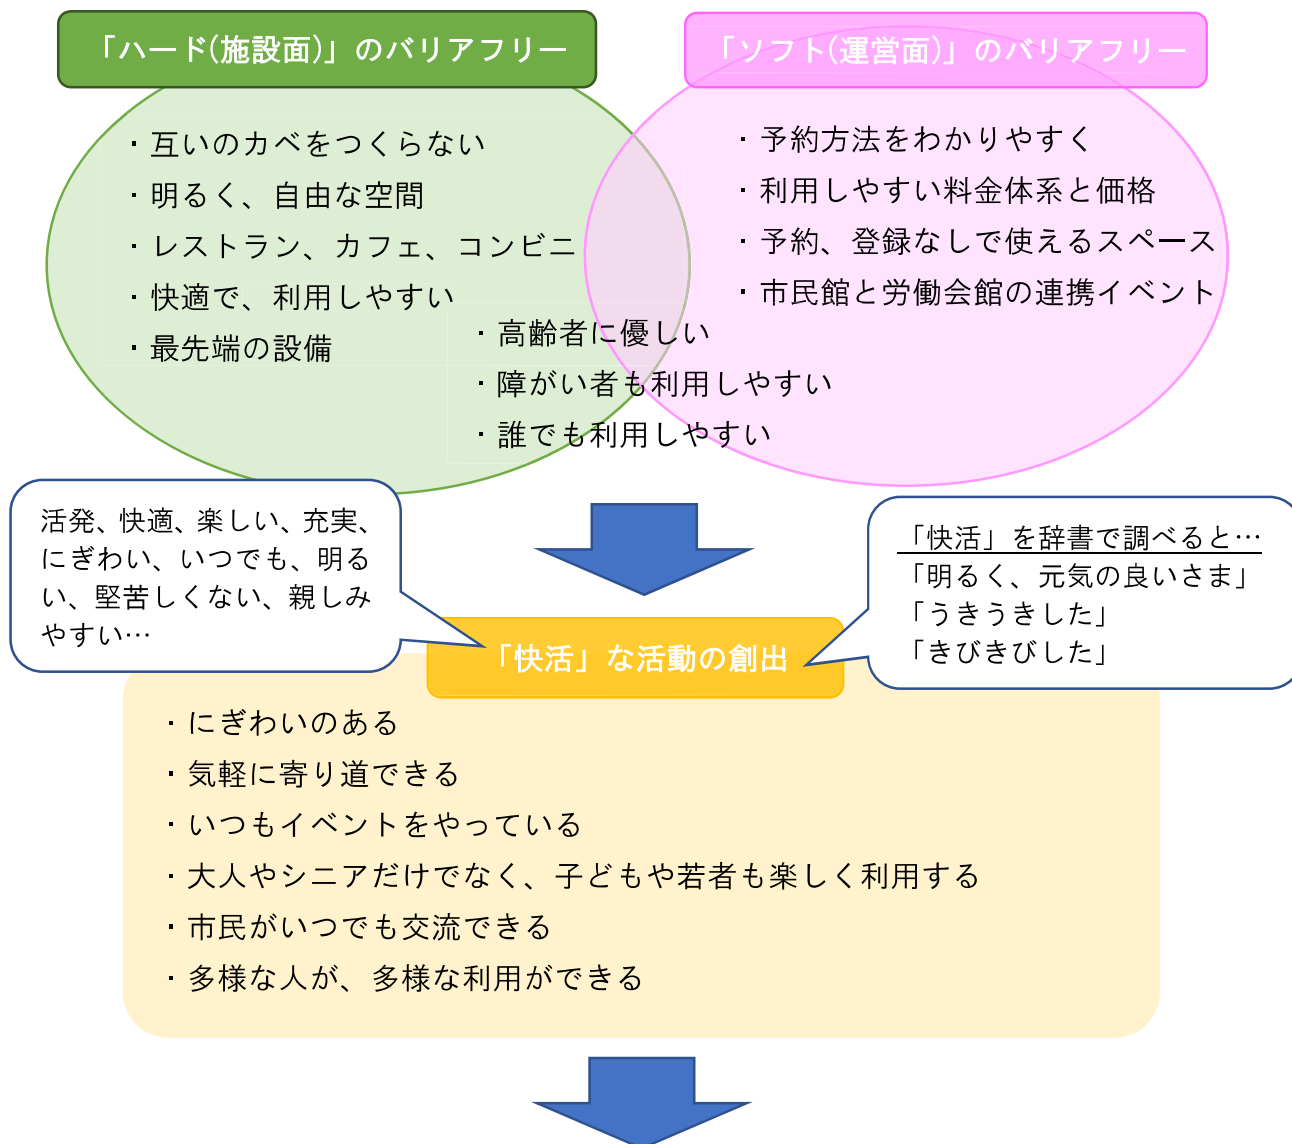 「ハード(施設面)」のバリアフリー
・互いのカベをつくらない
・明るく、自由な空間
・レストラン、カフェ、コンビニ
・快適で、利用しやすい
・最先端の設備
「ソフト(運営面)」のバリアフリー
・予約方法をわかりやすく
・利用しやすい料金体系と価格
・予約、登録なしで使えるスペース
・市民館と労働会館の連携イベント
・高齢者に優しい
・障がい者も利用しやすい
・誰でも利用しやすい
活発、快適、楽しい、充実、
にぎわい、いつでも、明る
い、堅苦しくない、親しみ
やすい…
「快活」を辞書で調べると…
「明るく、元気の良いさま」
「うきうきした」
「きびきびした」
「快活」な活動の創出
・にぎわいのある
・気軽に寄り道できる
・いつもイベントをやっている
・大人やシニアだけでなく、子どもや若者も楽しく利用する
・市民がいつでも交流できる
・多様な人が、多様な利用ができる